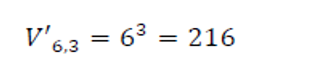 V'₆,₃ = 6³ = 216